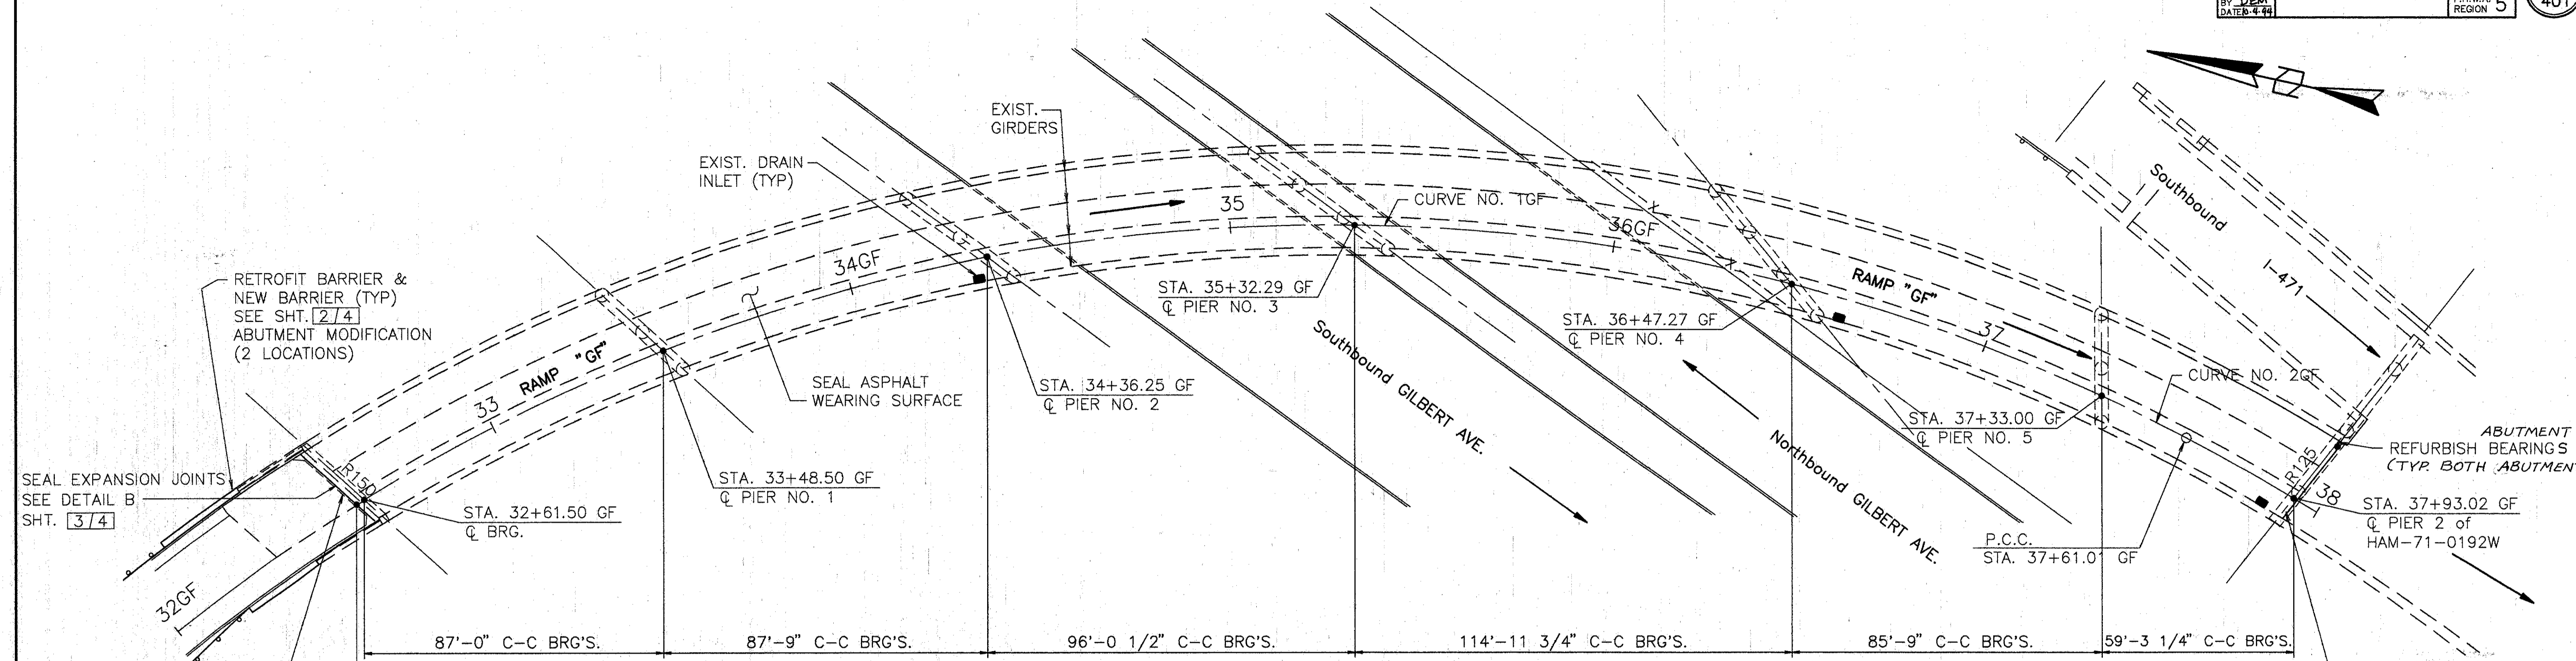 BY DEM
DATE 10-4-94
REGION 5
401
EXIST.
GIRDERS
EXIST. DRAIN
INLET (TYP)
RETROFIT BARRIER &
NEW BARRIER (TYP)
SEE SHT. 2/4
ABUTMENT MODIFICATION
(2 LOCATIONS)
SEAL EXPANSION JOINTS
SEE DETAIL B
SHT. 3/4
32GF
R150
STA. 32+61.50 GF
℄ BRG.
33
RAMP "GF"
STA. 33+48.50 GF
℄ PIER NO. 1
SEAL ASPHALT
WEARING SURFACE
34GF
STA. 34+36.25 GF
℄ PIER NO. 2
35
CURVE NO. 1GF
STA. 35+32.29 GF
℄ PIER NO. 3
Southbound GILBERT AVE.
36GF
STA. 36+47.27 GF
℄ PIER NO. 4
Northbound GILBERT AVE.
RAMP "GF"
37
STA. 37+33.00 GF
℄ PIER NO. 5
CURVE NO. 2GF
P.C.C.
STA. 37+61.01 GF
Southbound
I-471
R125
38
ABUTMENT
REFURBISH BEARINGS
(TYP. BOTH ABUTMEN
STA. 37+93.02 GF
℄ PIER 2 of
HAM-71-0192W
87'-0" C-C BRG'S.
87'-9" C-C BRG'S.
96'-0 1/2" C-C BRG'S.
114'-11 3/4" C-C BRG'S.
85'-9" C-C BRG'S.
59'-3 1/4" C-C BRG'S.